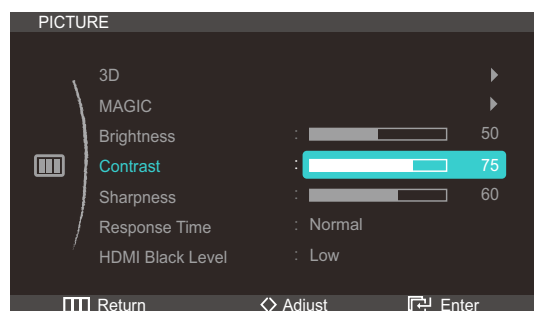 PICTURE
3D
MAGIC
Brightness : 50
Contrast : 75
Sharpness : 60
Response Time : Normal
HDMI Black Level : Low
Return Adjust Enter